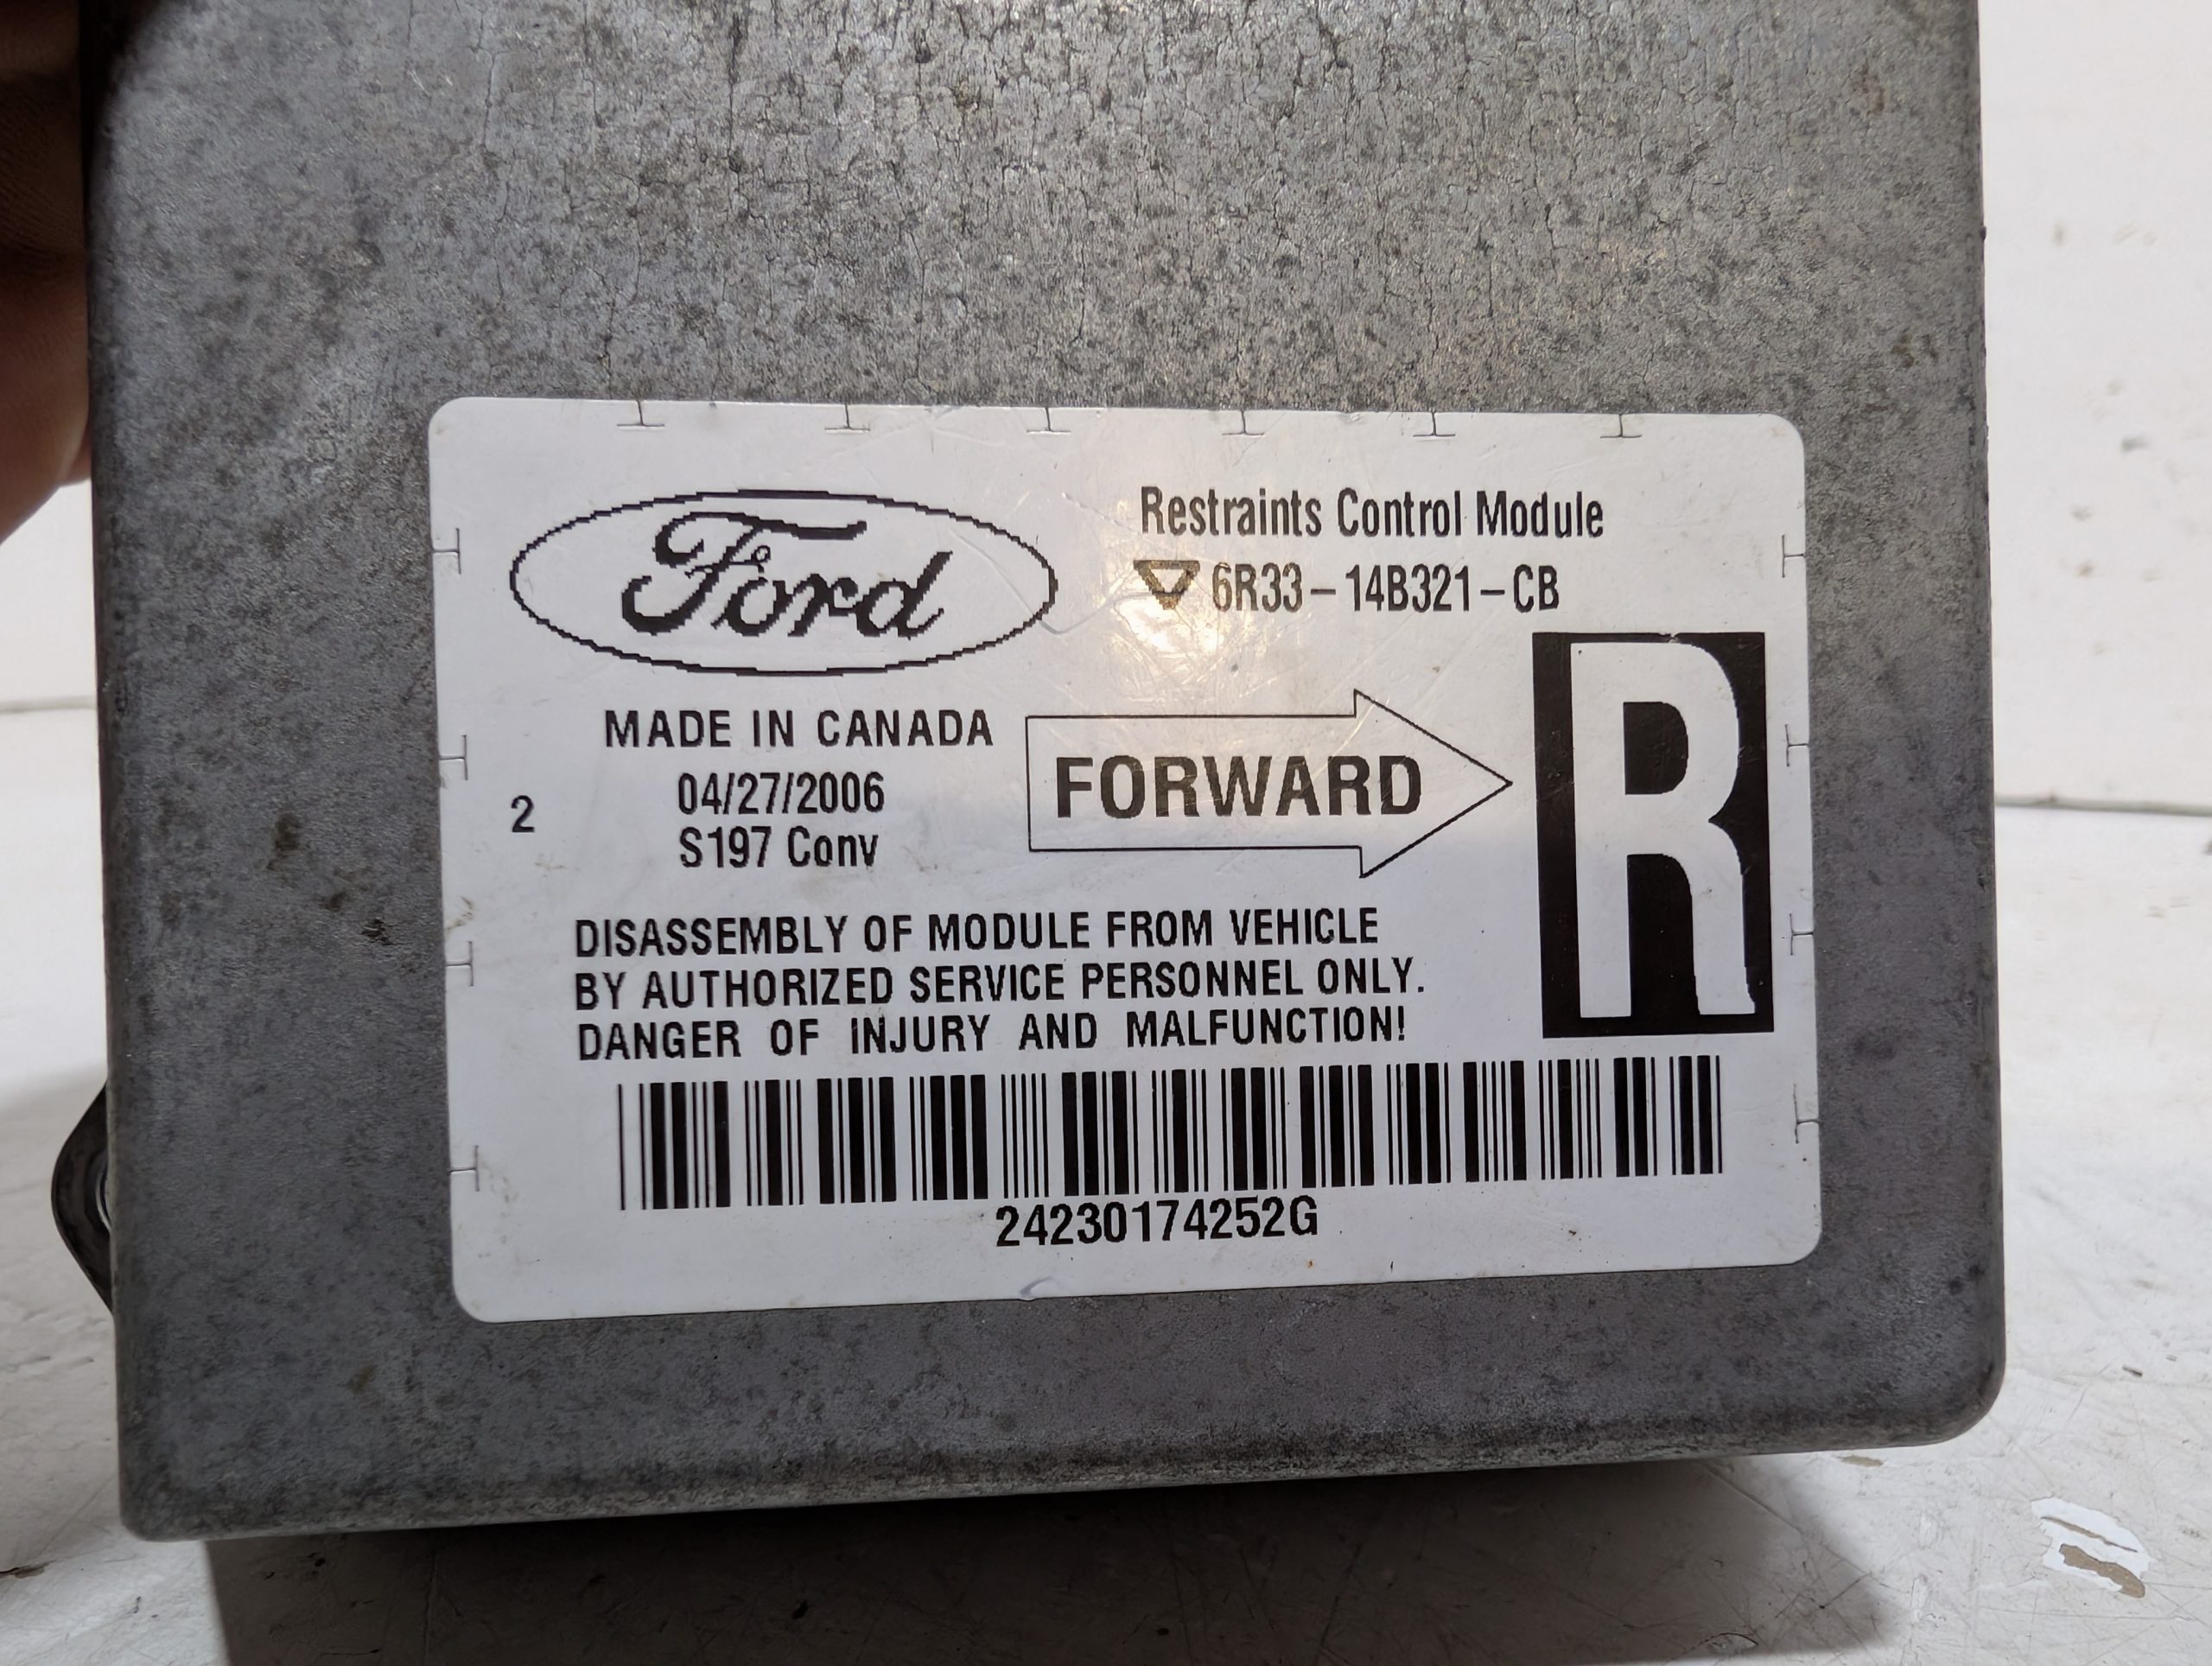 Ford
Restraints Control Module
6R33-14B321-CB
MADE IN CANADA
04/27/2006
2
S197 Conv
FORWARD
R
DISASSEMBLY OF MODULE FROM VEHICLE
BY AUTHORIZED SERVICE PERSONNEL ONLY.
DANGER OF INJURY AND MALFUNCTION!
24230174252G